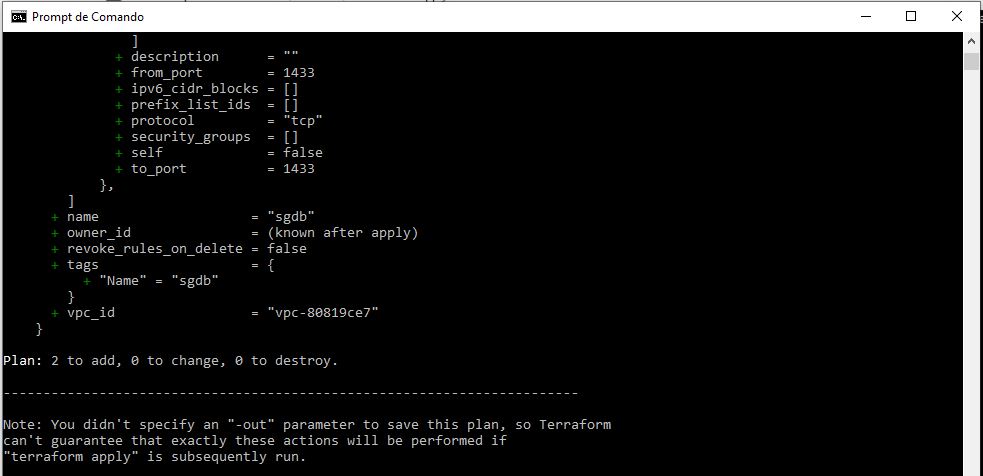 Prompt de Comando
]
+ description      = ""
+ from_port        = 1433
+ ipv6_cidr_blocks = []
+ prefix_list_ids  = []
+ protocol         = "tcp"
+ security_groups  = []
+ self             = false
+ to_port          = 1433
},
]
+ name                   = "sgdb"
+ owner_id               = (known after apply)
+ revoke_rules_on_delete = false
+ tags                   = {
+ "Name" = "sgdb"
}
+ vpc_id                 = "vpc-80819ce7"
}
Plan: 2 to add, 0 to change, 0 to destroy.
------------------------------------------------------------------------
Note: You didn't specify an "-out" parameter to save this plan, so Terraform
can't guarantee that exactly these actions will be performed if
"terraform apply" is subsequently run.